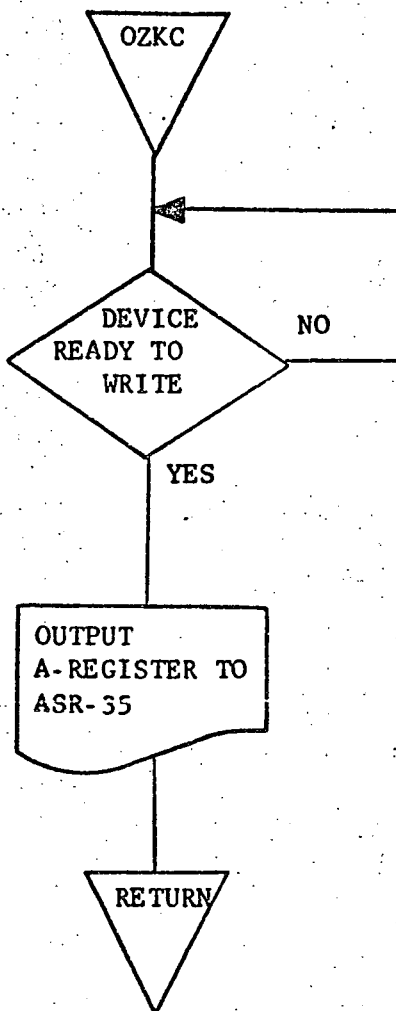 OZKC
DEVICE
READY TO
WRITE
NO
YES
OUTPUT
A-REGISTER TO
ASR-35
RETURN